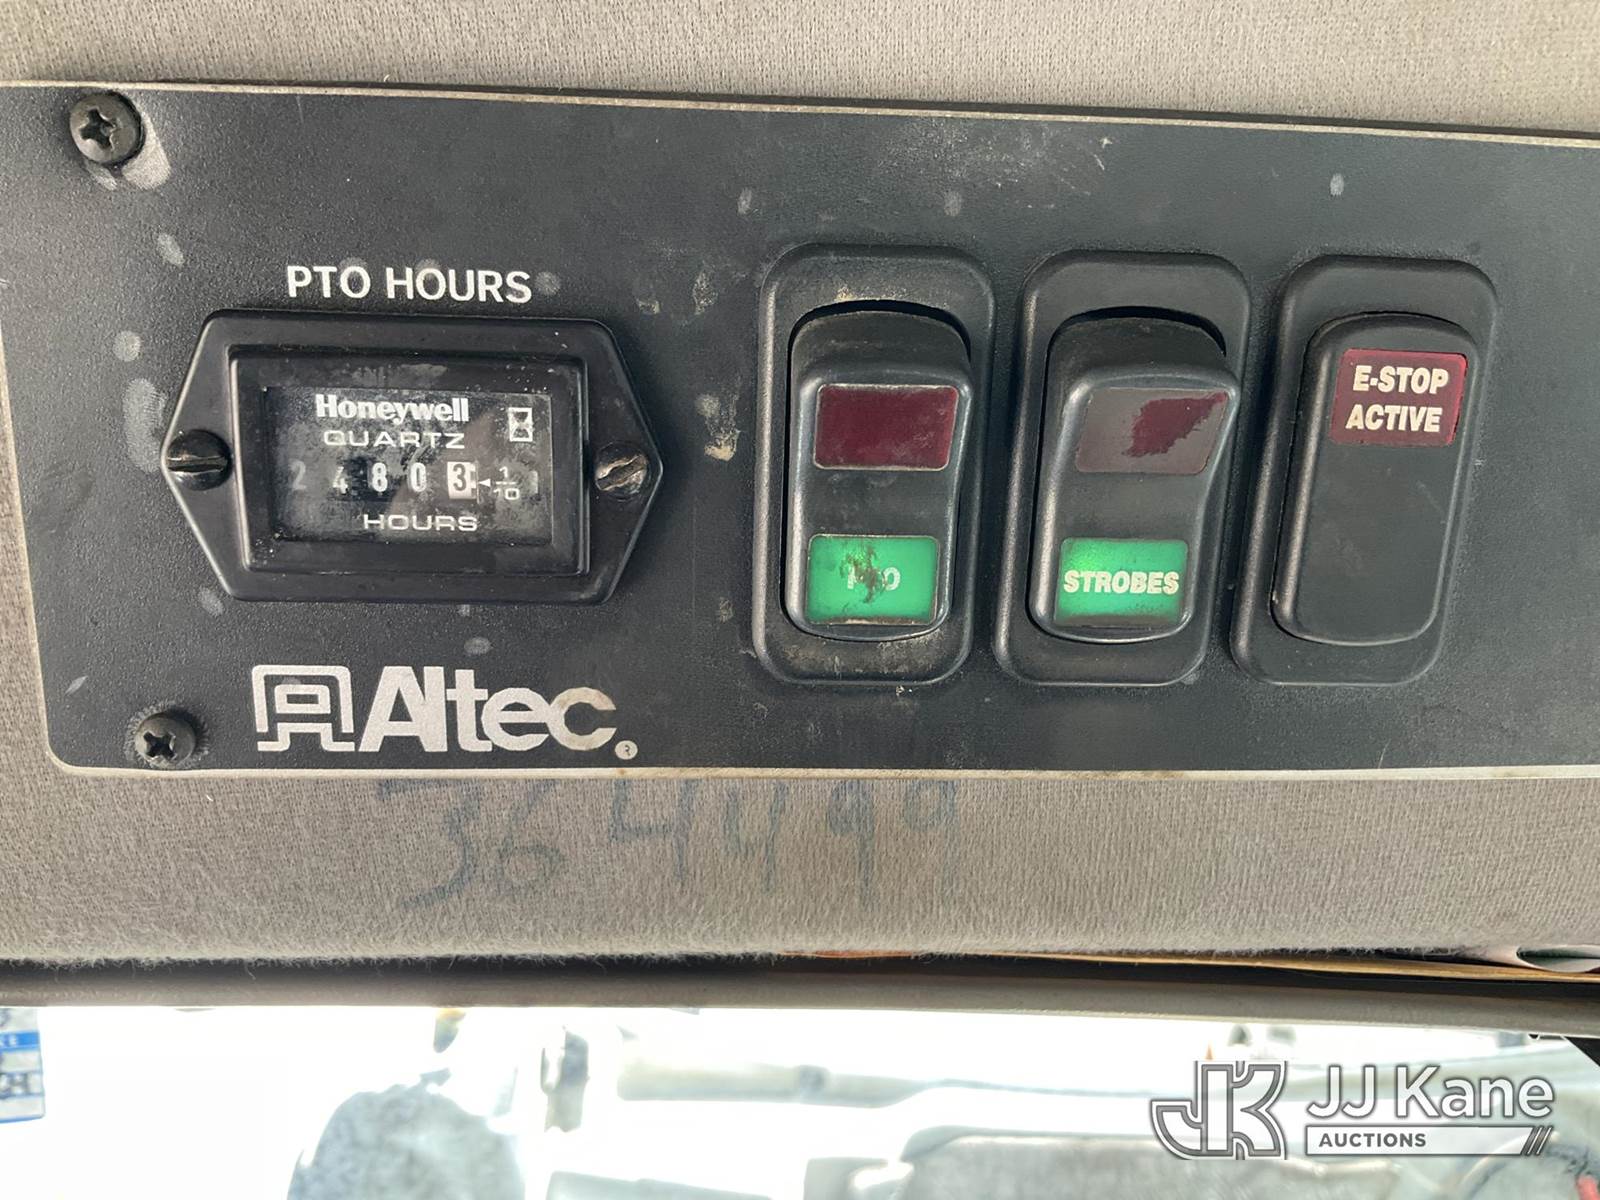 PTO HOURS
Honeywell
QUARTZ
2 4 8 0 3 1/10
HOURS
Altec
STROBES
E-STOP
ACTIVE
364499
JJ Kane
AUCTIONS